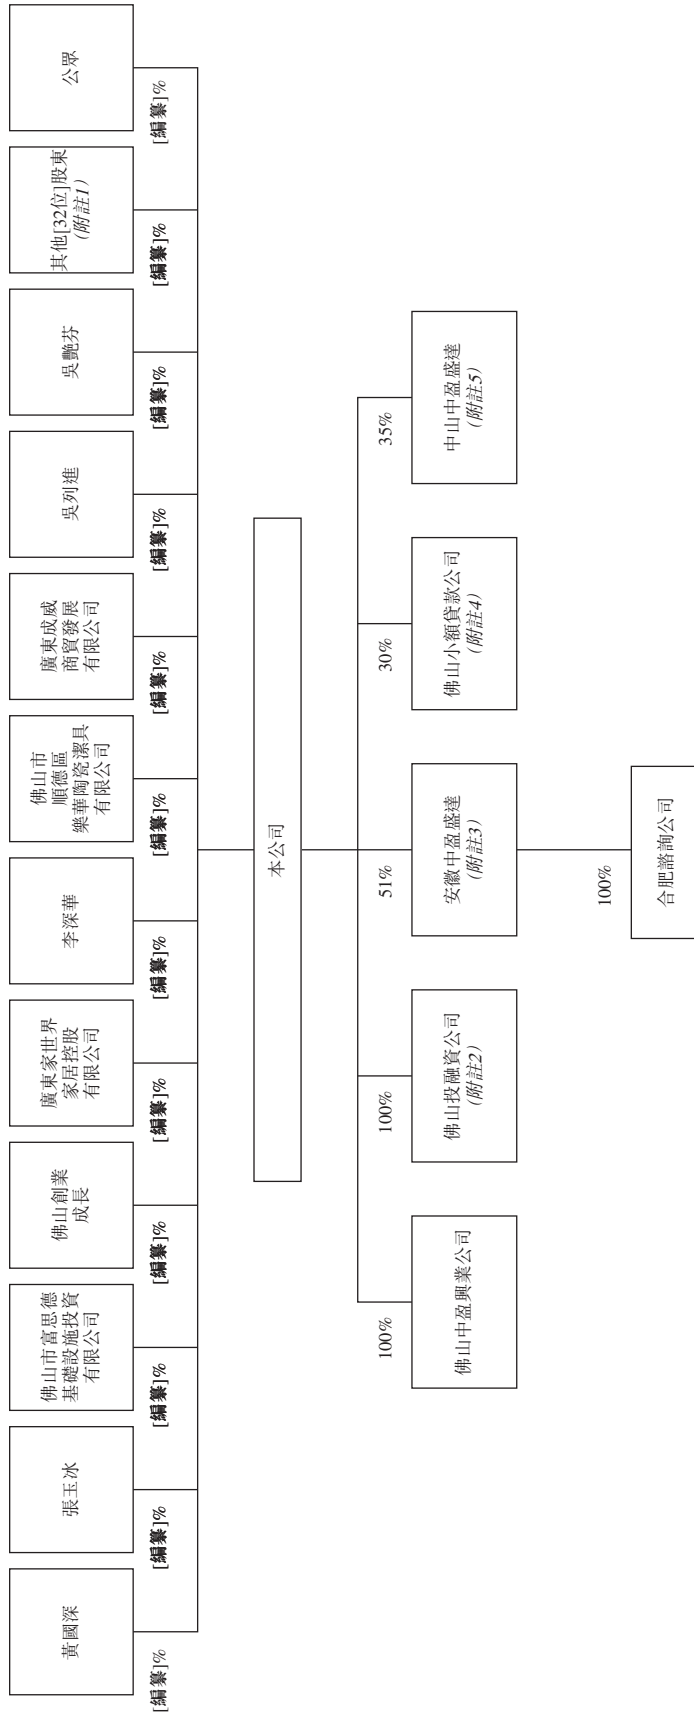 黃國深
張玉冰
佛山市富思德
基礎設施投資
有限公司
佛山創業
成長
廣東家世界
家居控股
有限公司
李深華
佛山市
順德區
樂華陶瓷潔具
有限公司
廣東成威
商貿發展
有限公司
吳列進
吳艷芬
其他[32位]股東
(附註1)
公眾
[編纂]%
[編纂]%
[編纂]%
[編纂]%
[編纂]%
[編纂]%
[編纂]%
[編纂]%
[編纂]%
[編纂]%
[編纂]%
[編纂]%
本公司
100%
100%
51%
30%
35%
佛山中盈興業公司
佛山投融資公司
(附註2)
安徽中盈盛達
(附註3)
佛山小額貸款公司
(附註4)
中山中盈盛達
(附註5)
100%
合肥諮詢公司